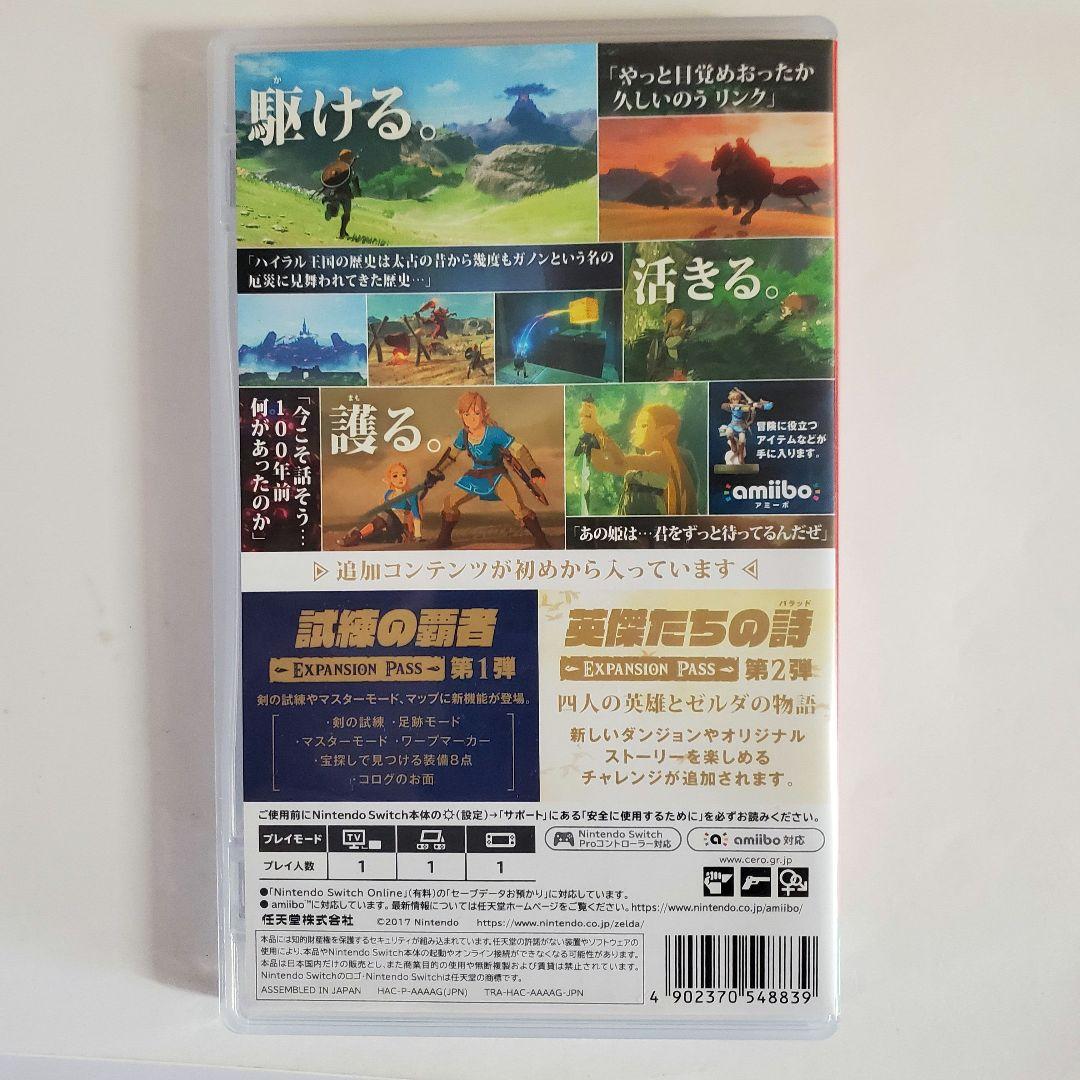 駆ける。
「やっと目覚めおったか
久しいのう リンク」
「ハイラル王国の歴史は太古の昔から幾度もガノンという名の
厄災に見舞われてきた歴史…」
活きる。
「今こそ話そう…
100年前
何があったのか」
護る。
冒険に役立つ
アイテムなどが
手に入ります。
amiibo
アミーボ
「あの姫は…君をずっと待ってるんだぜ」
追加コンテンツが初めから入っています
試練の覇者
EXPANSION PASS 第1弾
剣の試練やマスターモード、マップに新機能が登場。
・剣の試練 ・足跡モード
・マスターモード ・ワープマーカー
・宝探しで見つける装備8点
・コログのお面
英傑たちの詩
バラッド
EXPANSION PASS 第2弾
四人の英雄とゼルダの物語
新しいダンジョンやオリジナル
ストーリーを楽しめる
チャレンジが追加されます。
ご使用前にNintendo Switch本体の(設定)→「サポート」にある「安全に使用するために」を必ずお読みください。
プレイモード TV
プレイ人数 1 1 1
Nintendo Switch
Proコントローラー対応
amiibo 対応
www.cero.gr.jp
●「Nintendo Switch Online」(有料)の「セーブデータお預かり」に対応しています。
● amiibo™に対応しています。最新情報については任天堂ホームページをご覧ください。https://www.nintendo.co.jp/amiibo/
任天堂株式会社 ©2017 Nintendo https://www.nintendo.co.jp/zelda/
本品には知的財産権を保護するセキュリティが組み込まれています。任天堂の許諾がない装置やソフトウェアの
使用により、本品やNintendo Switch本体の起動やオンライン接続ができなくなる可能性があります。
本品は日本国内だけの販売とし、また商業目的の使用や無断複製および賃貸は禁止されています。
Nintendo Switchのロゴ・Nintendo Switchは任天堂の商標です。
ASSEMBLED IN JAPAN HAC-P-AAAAG(JPN) TRA-HAC-AAAAG-JPN
4 902370 548839